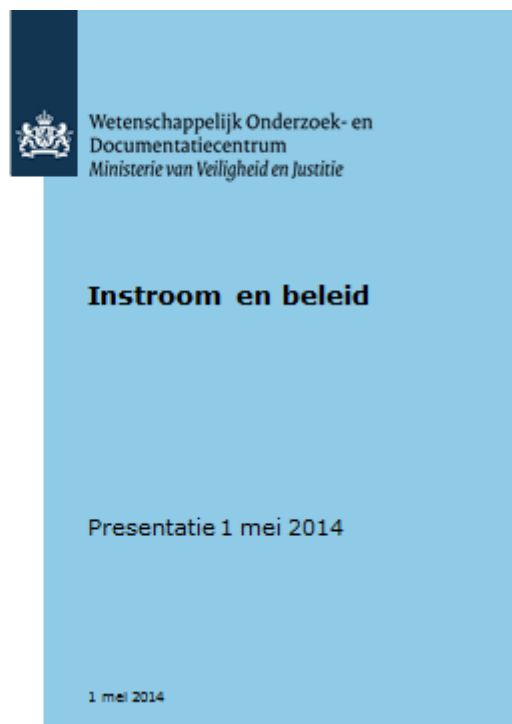 Wetenschappelijk Onderzoek- en
Documentatiecentrum
Ministerie van Veiligheid en Justitie
Instroom en beleid
Presentatie 1 mei 2014
1 mei 2014